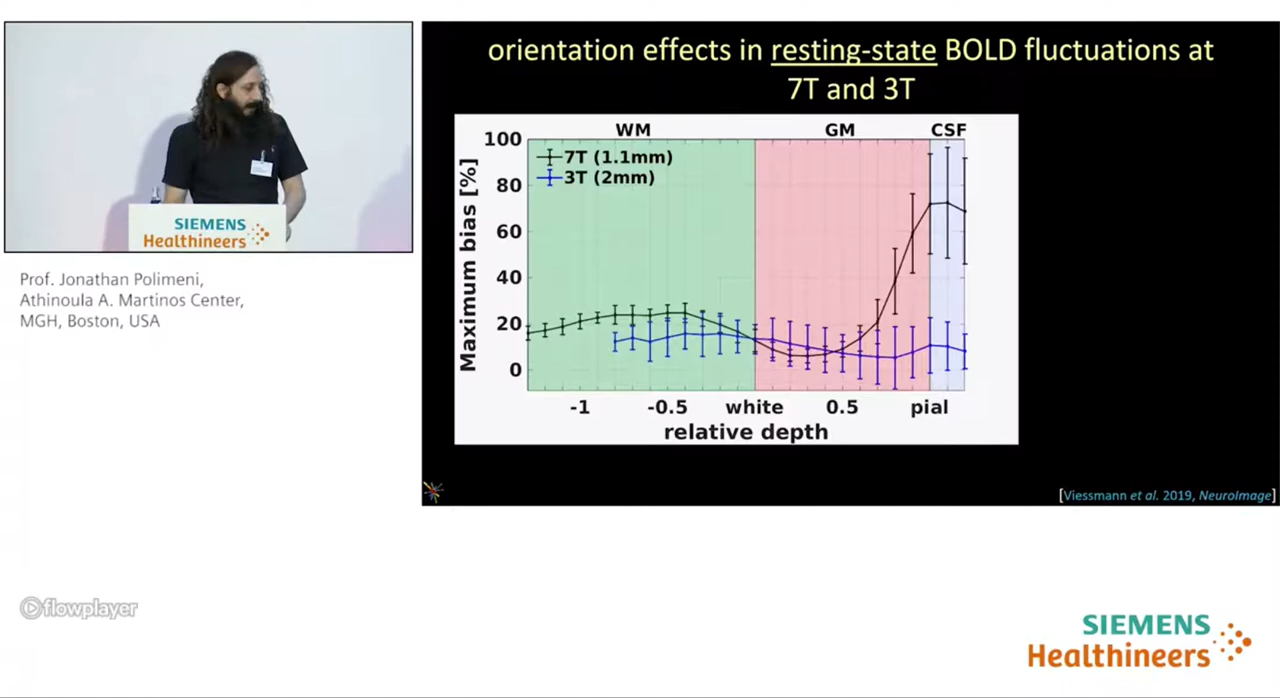 SIEMENS
Healthineers
Prof. Jonathan Polimeni,
Athinoula A. Martinos Center,
MGH, Boston, USA
orientation effects in resting-state BOLD fluctuations at
7T and 3T
WM GM CSF
7T (1.1mm)
3T (2mm)
Maximum bias [%]
100
80
60
40
20
0
-1 -0.5 white 0.5 pial
relative depth
[Viessmann et al. 2019, NeuroImage]
flowplayer
SIEMENS
Healthineers